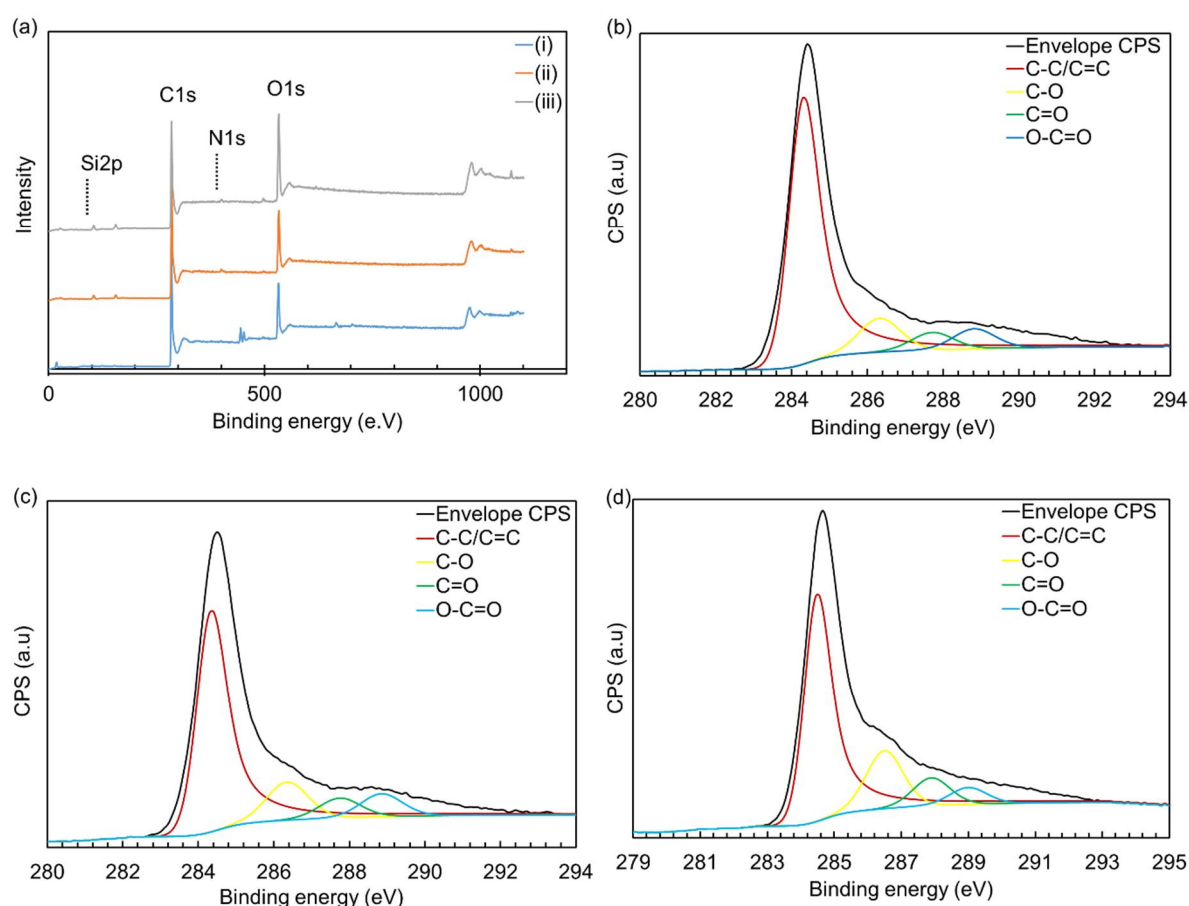 (a)
(i)
(ii)
(iii)
C1s
O1s
N1s
Si2p
Intensity
0 500 1000
Binding energy (e.V)
(b)
Envelope CPS
C-C/C=C
C-O
C=O
O-C=O
CPS (a.u)
280 282 284 286 288 290 292 294
Binding energy (eV)
(c)
Envelope CPS
C-C/C=C
C-O
C=O
O-C=O
CPS (a.u)
280 282 284 286 288 290 292 294
Binding energy (eV)
(d)
Envelope CPS
C-C/C=C
C-O
C=O
O-C=O
CPS (a.u)
279 281 283 285 287 289 291 293 295
Binding energy (eV)